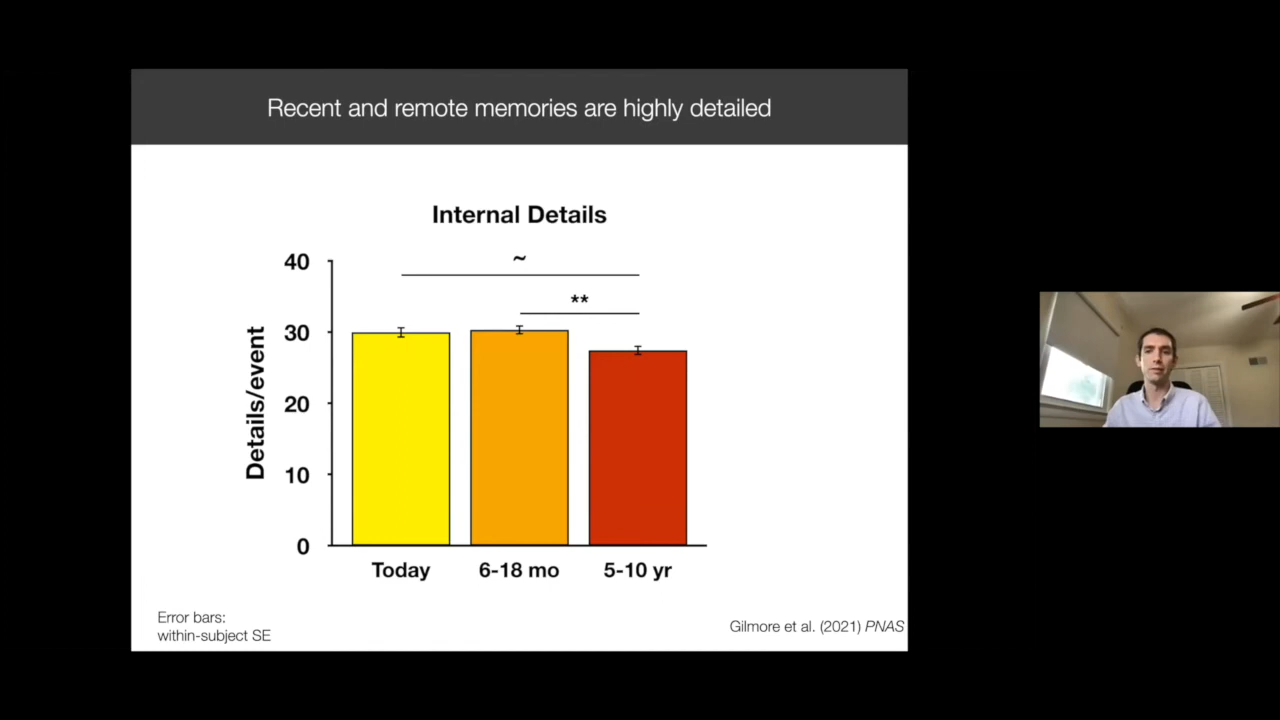 Recent and remote memories are highly detailed
Internal Details
Details/event
40
30
20
10
0
~
**
Today
6-18 mo
5-10 yr
Error bars:
within-subject SE
Gilmore et al. (2021) PNAS